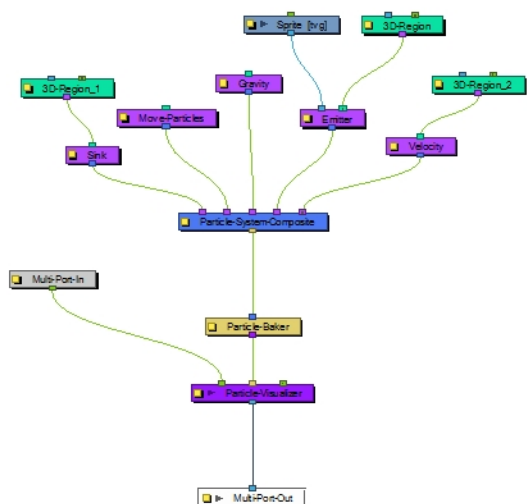 Sprite [tvg]
3D-Region
3D-Region_1
Gravity
3D-Region_2
Move-Particles
Emitter
Sink
Velocity
Particle-System-Composite
Multi-Port-In
Particle-Baker
Particle-Visualizer
Multi-Port-Out